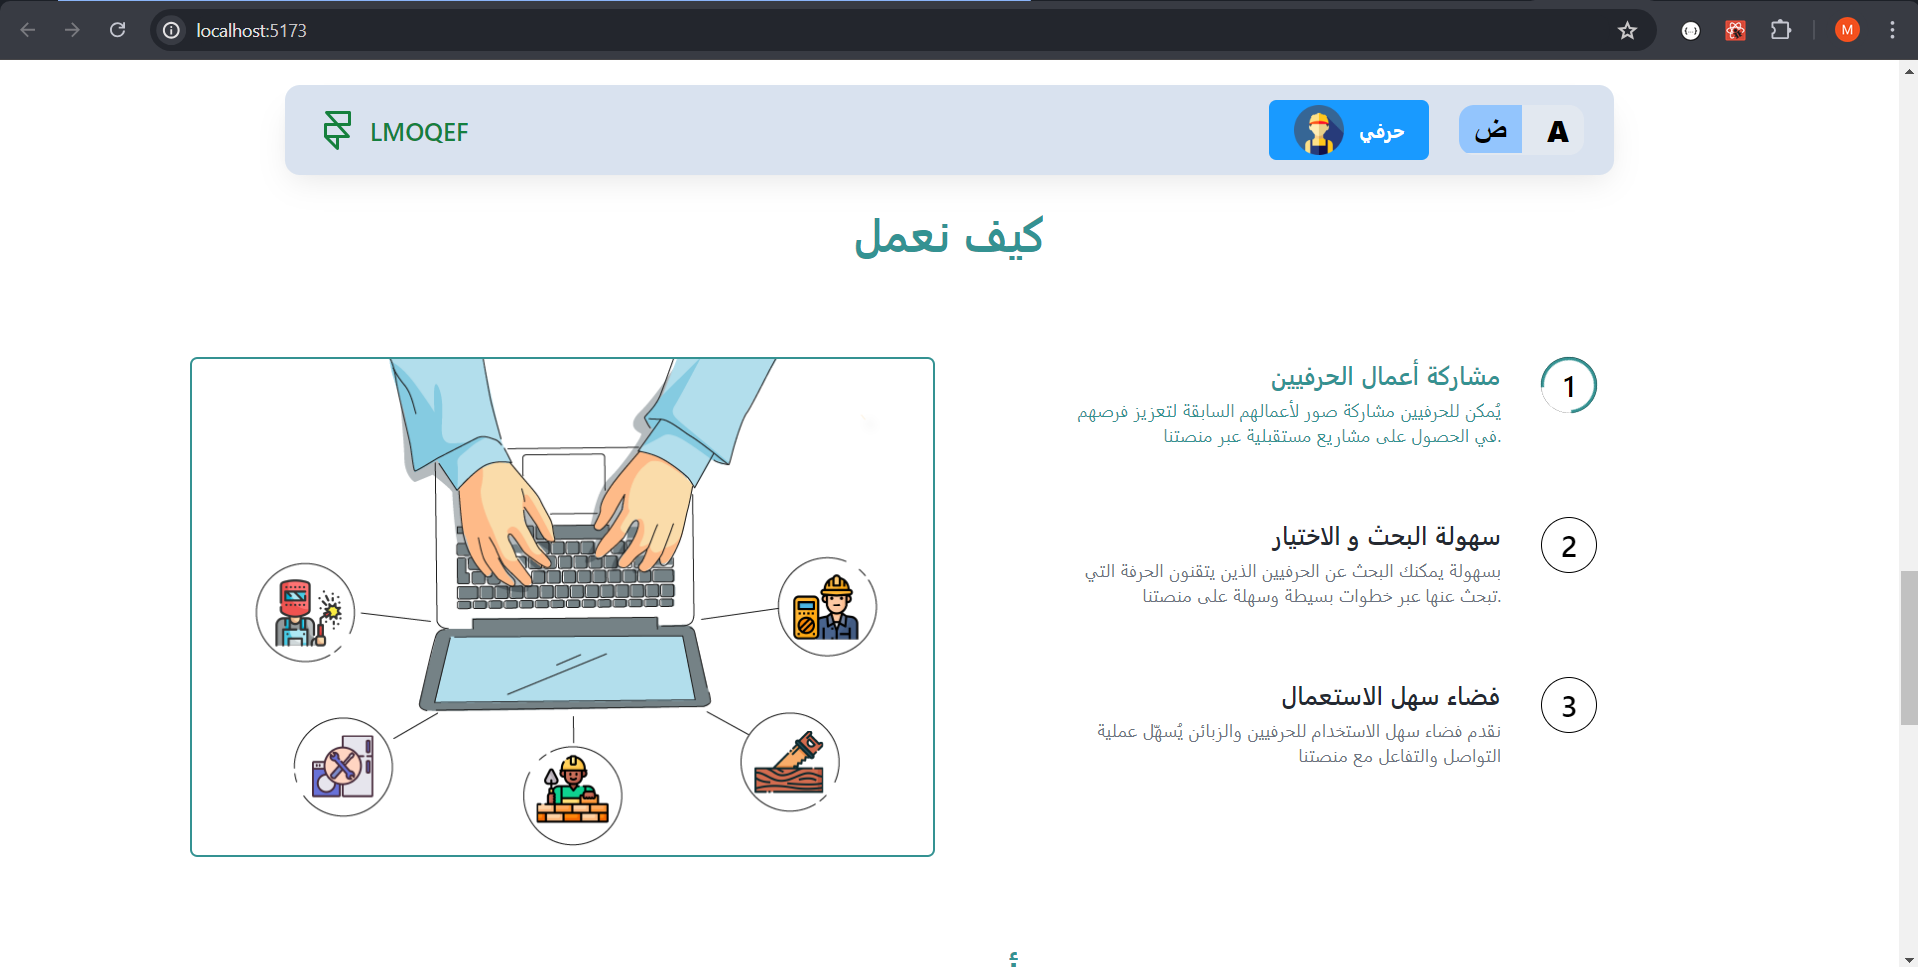 localhost:5173
M
LMOQEF
حرفي
ض
A
كيف نعمل
1
مشاركة أعمال الحرفيين
يُمكن للحرفيين مشاركة صور لأعمالهم السابقة لتعزيز فرصهم
في الحصول على مشاريع مستقبلية عبر منصتنا.
2
سهولة البحث و الاختيار
بسهولة يمكنك البحث عن الحرفيين الذين يتقنون الحرفة التي
تبحث عنها عبر خطوات بسيطة وسهلة على منصتنا.
3
فضاء سهل الاستعمال
نقدم فضاء سهل الاستخدام للحرفيين والزبائن يُسهّل عملية
التواصل والتفاعل مع منصتنا